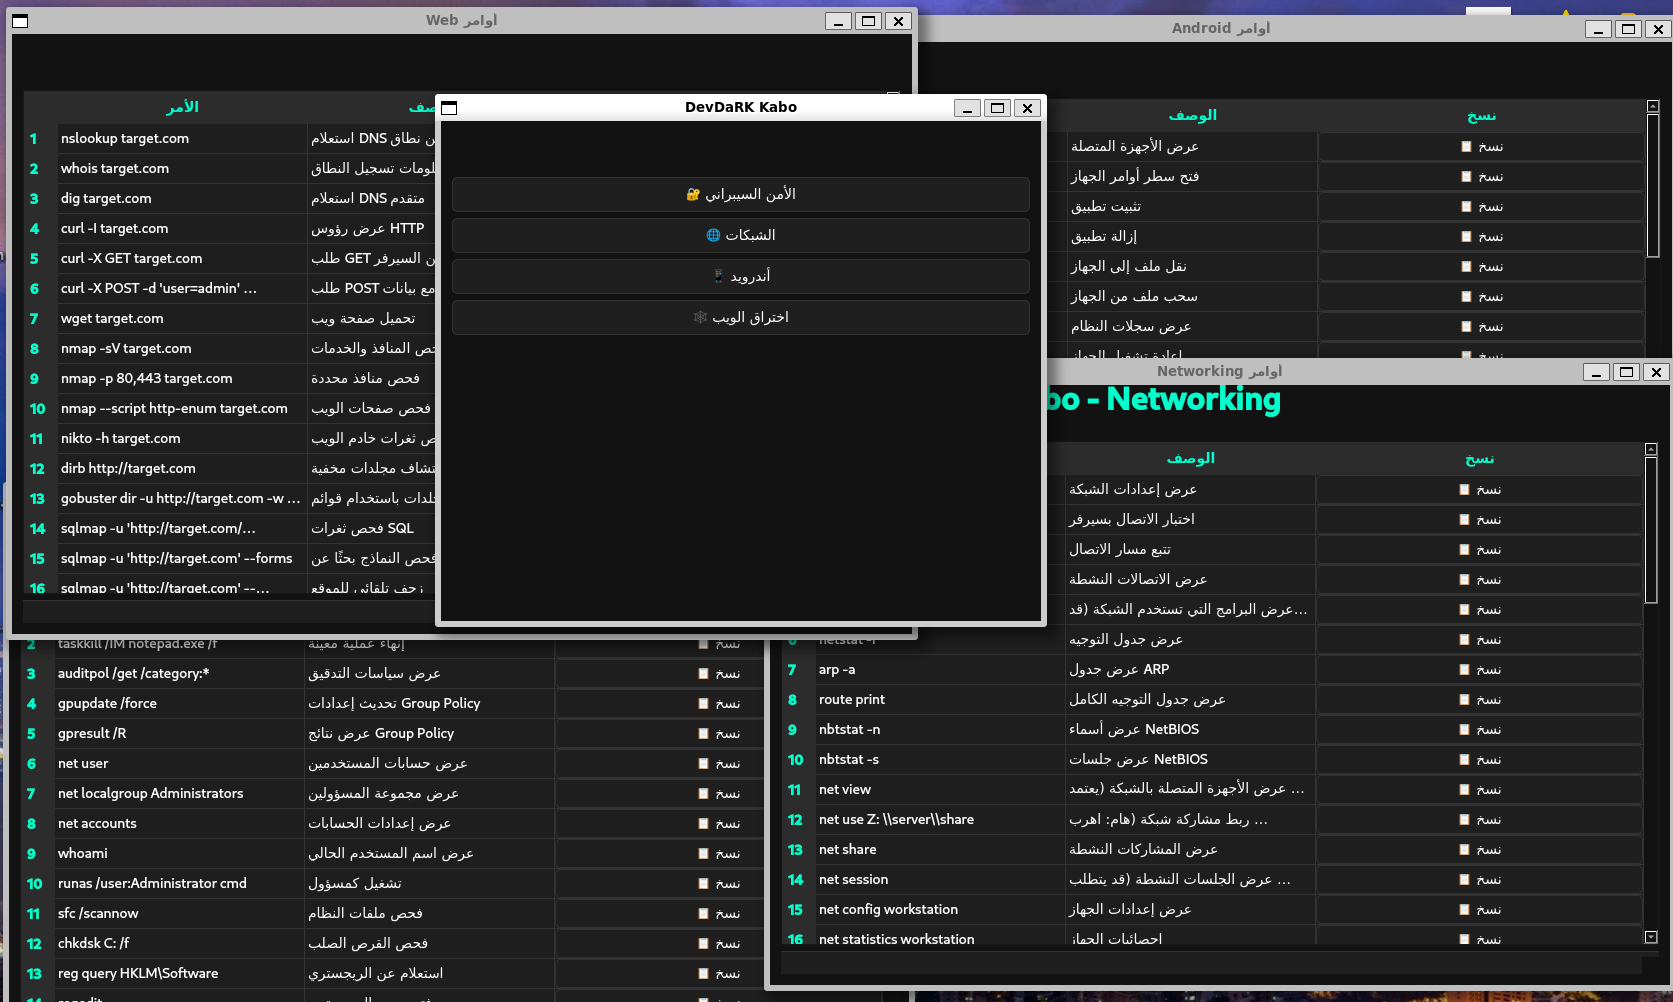 أوامر Web
الأمر
nslookup target.com
استعلام DNS نطاق
1
2
whois target.com
تسجيل النطاق
3
dig target.com
استعلام DNS متقدم
4
curl -I target.com
عرض رؤوس HTTP
5
curl -X GET target.com
طلب GET السيرفر
6
curl -X POST -d 'user=admin' ...
طلب POST مع بيانات
7
wget target.com
تحميل صفحة ويب
8
nmap -sV target.com
المنافذ والخدمات
9
nmap -p 80,443 target.com
فحص منافذ محددة
10
nmap --script http-enum target.com
فحص صفحات الويب
11
nikto -h target.com
ثغرات خادم الويب
12
dirb http://target.com
مجلدات مخفية
13
gobuster dir -u http://target.com -w ...
باستخدام قوائم
14
sqlmap -u 'http://target.com/...
فحص ثغرات SQL
15
sqlmap -u 'http://target.com' --forms
فحص النماذج بحثًا عن
16
sqlmap -u 'http://target.com' --...
زحف تلقائي للموقع
DevDaRK Kabo
الأمن السيبراني 🔐
الشبكات 🌐
أندرويد 📱
اختراق الويب 🕸
أوامر Android
الوصف
نسخ
عرض الأجهزة المتصلة
نسخ 📋
فتح سطر أوامر الجهاز
نسخ 📋
تثبيت تطبيق
نسخ 📋
إزالة تطبيق
نسخ 📋
نقل ملف إلى الجهاز
نسخ 📋
سحب ملف من الجهاز
نسخ 📋
عرض سجلات النظام
نسخ 📋
إعادة تشغيل الجهاز
نسخ 📋
أوامر Networking
bo - Networking
الوصف
نسخ
عرض إعدادات الشبكة
نسخ 📋
اختبار الاتصال بسيرفر
نسخ 📋
تتبع مسار الاتصال
نسخ 📋
عرض الاتصالات النشطة
نسخ 📋
عرض البرامج التي تستخدم الشبكة (قد...
نسخ 📋
6
netstat -r
عرض جدول التوجيه
نسخ 📋
7
arp -a
عرض جدول ARP
نسخ 📋
8
route print
عرض جدول التوجيه الكامل
نسخ 📋
9
nbtstat -n
عرض أسماء NetBIOS
نسخ 📋
10
nbtstat -s
عرض جلسات NetBIOS
نسخ 📋
11
net view
عرض الأجهزة المتصلة بالشبكة (يعتمد ...
نسخ 📋
12
net use Z: \\server\\share
ربط مشاركة شبكة (هام: اهرب ...
نسخ 📋
13
net share
عرض المشاركات النشطة
نسخ 📋
14
net session
عرض الجلسات النشطة (قد يتطلب ...
نسخ 📋
15
net config workstation
عرض إعدادات الجهاز
نسخ 📋
16
net statistics workstation
إحصائيات الجهاز
نسخ 📋
2
taskkill /IM notepad.exe /f
إنهاء عملية معينة
نسخ 📋
3
auditpol /get /category:*
عرض سياسات التدقيق
نسخ 📋
4
gpupdate /force
تحديث إعدادات Group Policy
نسخ 📋
5
gpresult /R
عرض نتائج Group Policy
نسخ 📋
6
net user
عرض حسابات المستخدمين
نسخ 📋
7
net localgroup Administrators
عرض مجموعة المسؤولين
نسخ 📋
8
net accounts
عرض إعدادات الحسابات
نسخ 📋
9
whoami
عرض اسم المستخدم الحالي
نسخ 📋
10
runas /user:Administrator cmd
تشغيل كمسؤول
نسخ 📋
11
sfc /scannow
فحص ملفات النظام
نسخ 📋
12
chkdsk C: /f
فحص القرص الصلب
نسخ 📋
13
reg query HKLM\Software
استعلام عن الريجستري
نسخ 📋